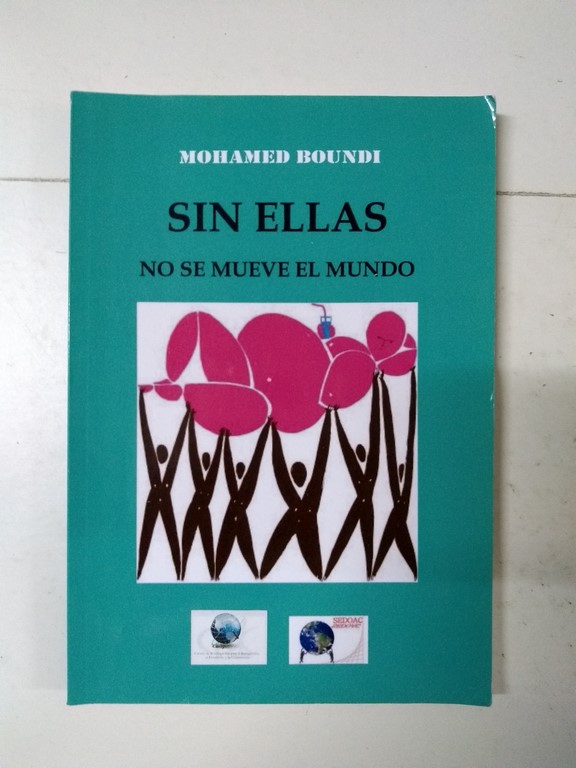 MOHAMED BOUNDI
SIN ELLAS
NO SE MUEVE EL MUNDO
SEDOAC